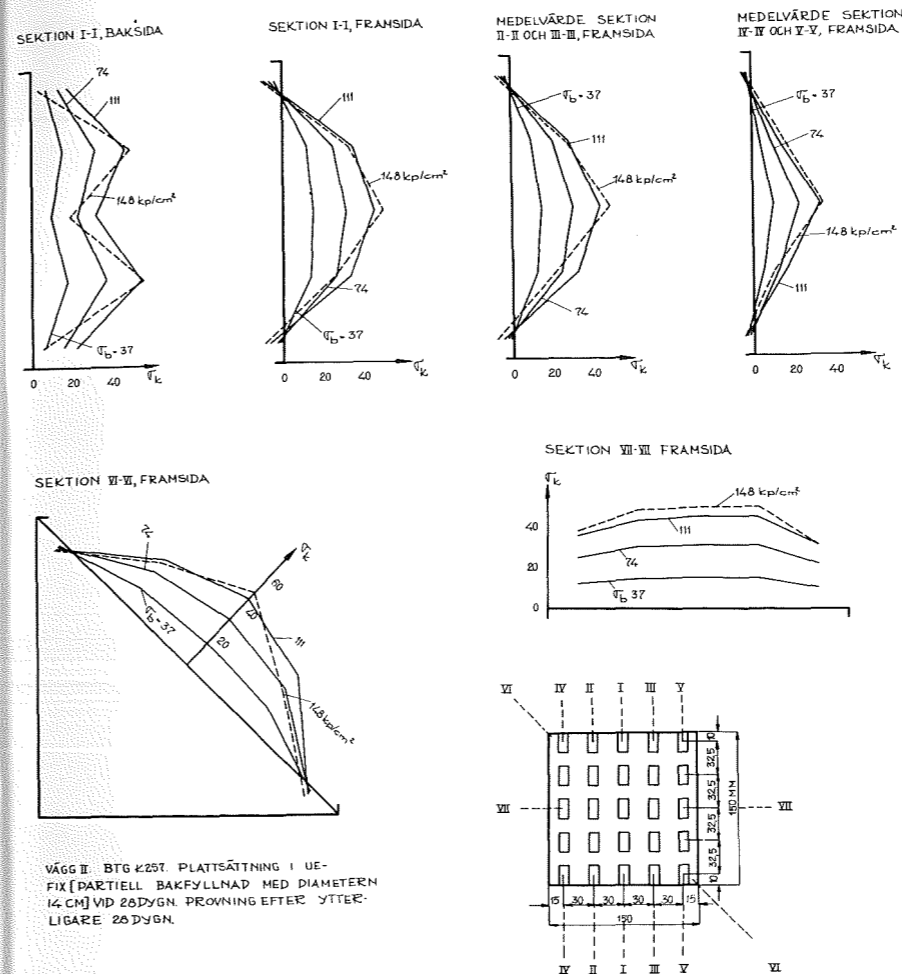 SEKTION I-I, BAKSIDA
74
111
148 kp/cm²
σb = 37
0 20 40 σk
SEKTION I-I, FRAMSIDA
111
148 kp/cm²
74
σb = 37
0 20 40 σk
MEDELVÄRDE SEKTION
II-II OCH III-III, FRAMSIDA
σb = 37
111
148 kp/cm²
74
0 20 40 σk
MEDELVÄRDE SEKTION
IV-IV OCH V-V, FRAMSIDA
σb = 37
74
148 kp/cm²
111
0 20 40 σk
SEKTION VI-VI, FRAMSIDA
74
σk
60
40
σb = 37
20
111
148 kp/cm²
SEKTION VII-VII FRAMSIDA
σk
148 kp/cm²
40
111
20
74
σb 37
0
VI IV II I III V
10
32,5
32,5
VII VII
150 MM
32,5
32,5
10
15 30 30 30 30 15
150
IV II I III V VI
VÄGG II. BTG K257. PLATTSÄTTNING I UE-
FIX [PARTIELL BAKFYLLNAD MED DIAMETERN
14 CM] VID 28DYGN. PROVNING EFTER YTTER-
LIGARE 28 DYGN.